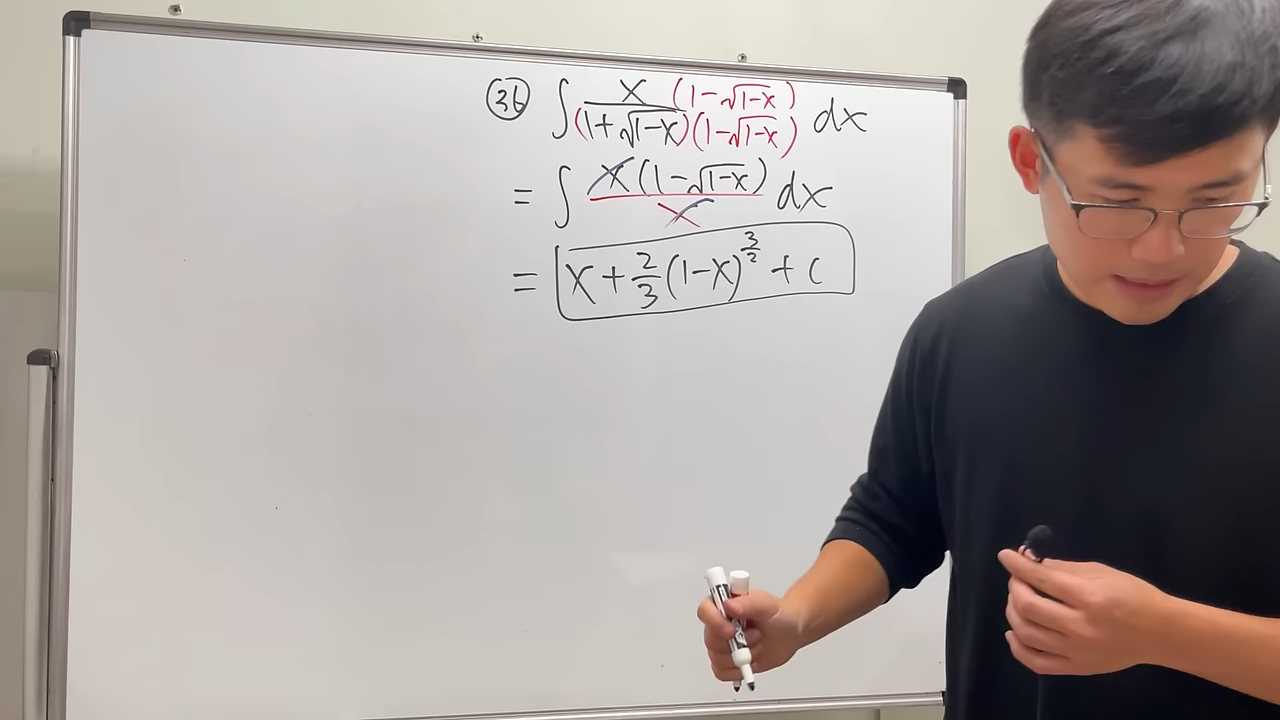 36 ∫ x (1-√(1-x)) / (1+√(1-x))(1-√(1-x)) dx
= ∫ x(1-√(1-x)) / x dx
= x + 2/3 (1-x)^(3/2) + C